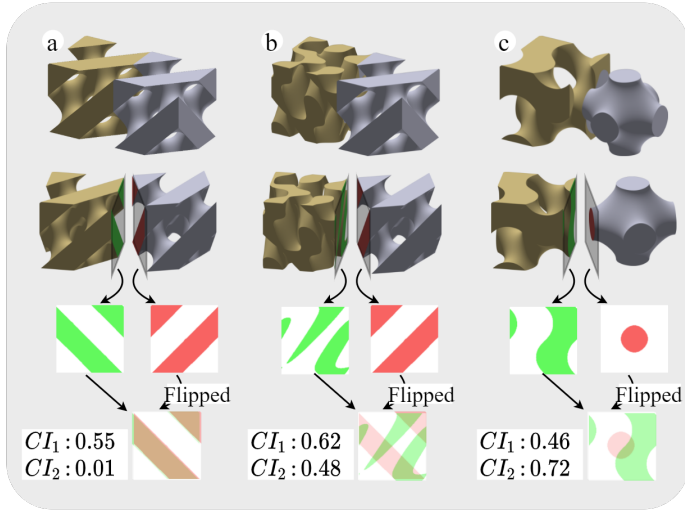 a
b
c
Flipped
Flipped
Flipped
CI₁ : 0.55
CI₂ : 0.01
CI₁ : 0.62
CI₂ : 0.48
CI₁ : 0.46
CI₂ : 0.72